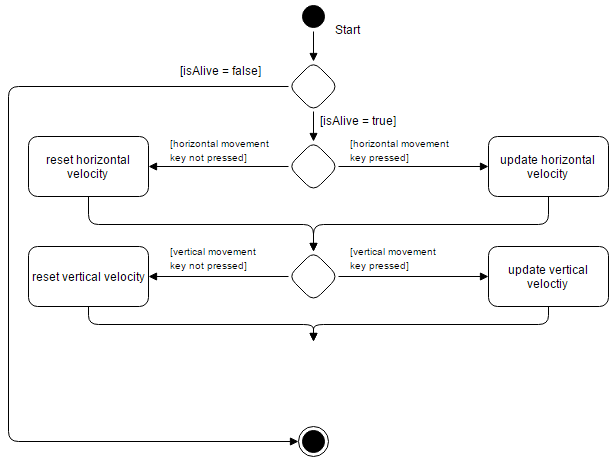 Start
[isAlive = false]
[isAlive = true]
[horizontal movement
key not pressed]
[horizontal movement
key pressed]
reset horizontal
velocity
update horizontal
velocity
[vertical movement
key not pressed]
[vertical movement
key pressed]
reset vertical velocity
update vertical
veloctiy